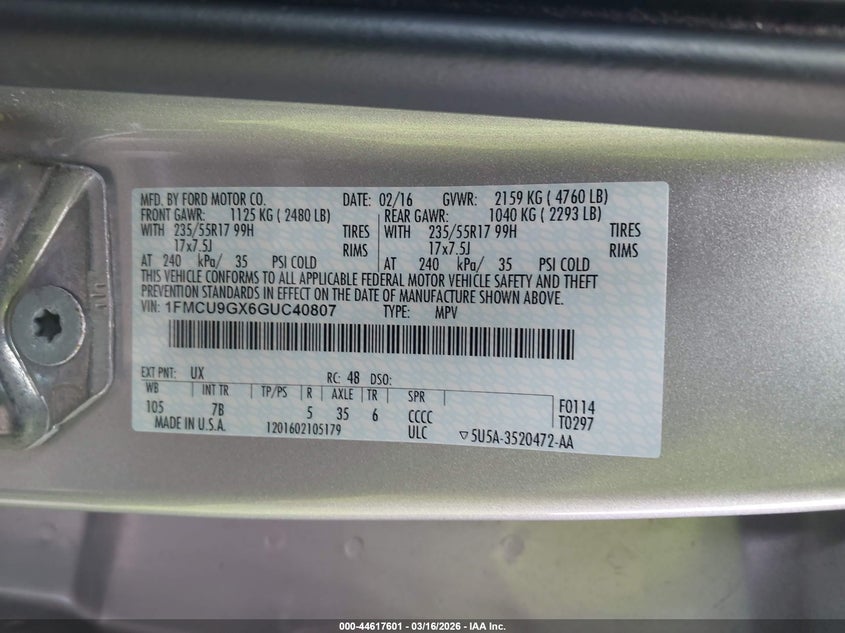 MFD. BY FORD MOTOR CO. DATE: 02/16 GVWR: 2159 KG ( 4760 LB)
FRONT GAWR: 1125 KG ( 2480 LB) REAR GAWR: 1040 KG ( 2293 LB)
WITH 235/55R17 99H TIRES WITH 235/55R17 99H TIRES
17x7.5J RIMS 17x7.5J RIMS
AT 240 kPa/ 35 PSI COLD AT 240 kPa/ 35 PSI COLD
THIS VEHICLE CONFORMS TO ALL APPLICABLE FEDERAL MOTOR VEHICLE SAFETY AND THEFT
PREVENTION STANDARDS IN EFFECT ON THE DATE OF MANUFACTURE SHOWN ABOVE.
VIN: 1FMCU9GX6GUC40807 TYPE: MPV
EXT PNT: UX RC: 48 DSO:
WB INT TR TP/PS R AXLE TR SPR
105 7B 5 35 6 CCCC F0114
MADE IN U.S.A. 1201602105179 ULC T0297
▽5U5A-3520472-AA
000-44617601 | 03/16/2026 | IAA Inc.